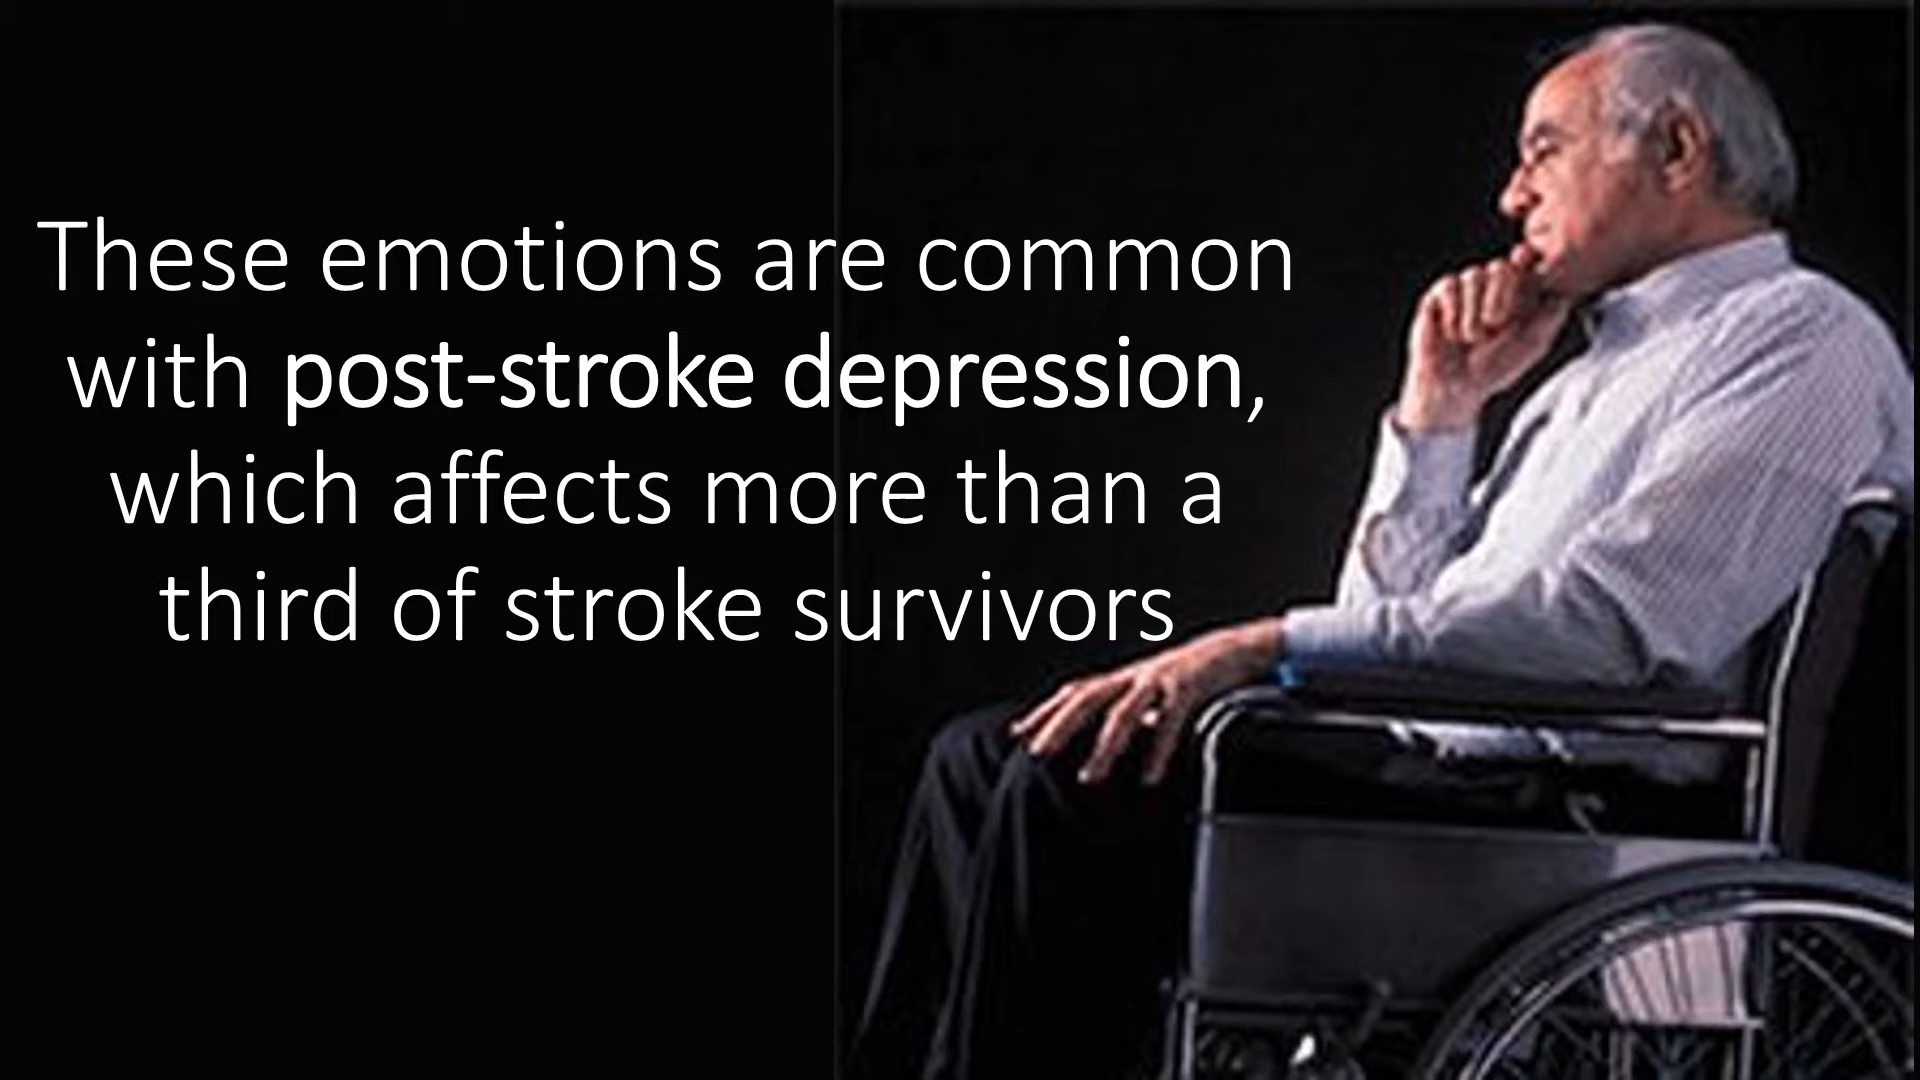 These emotions are common
with post-stroke depression,
which affects more than a
third of stroke survivors